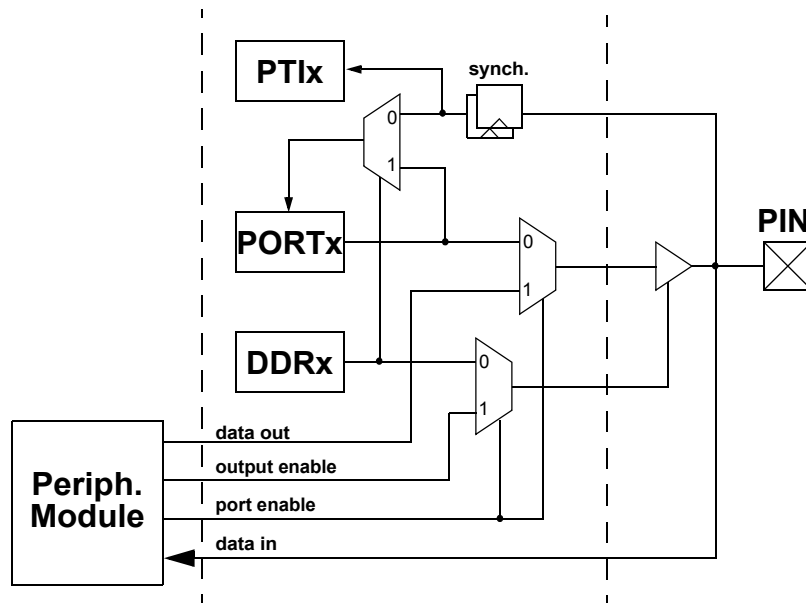 PTIx
synch.
0
1
PORTx
PIN
0
1
DDRx
0
1
Periph.
Module
data out
output enable
port enable
data in